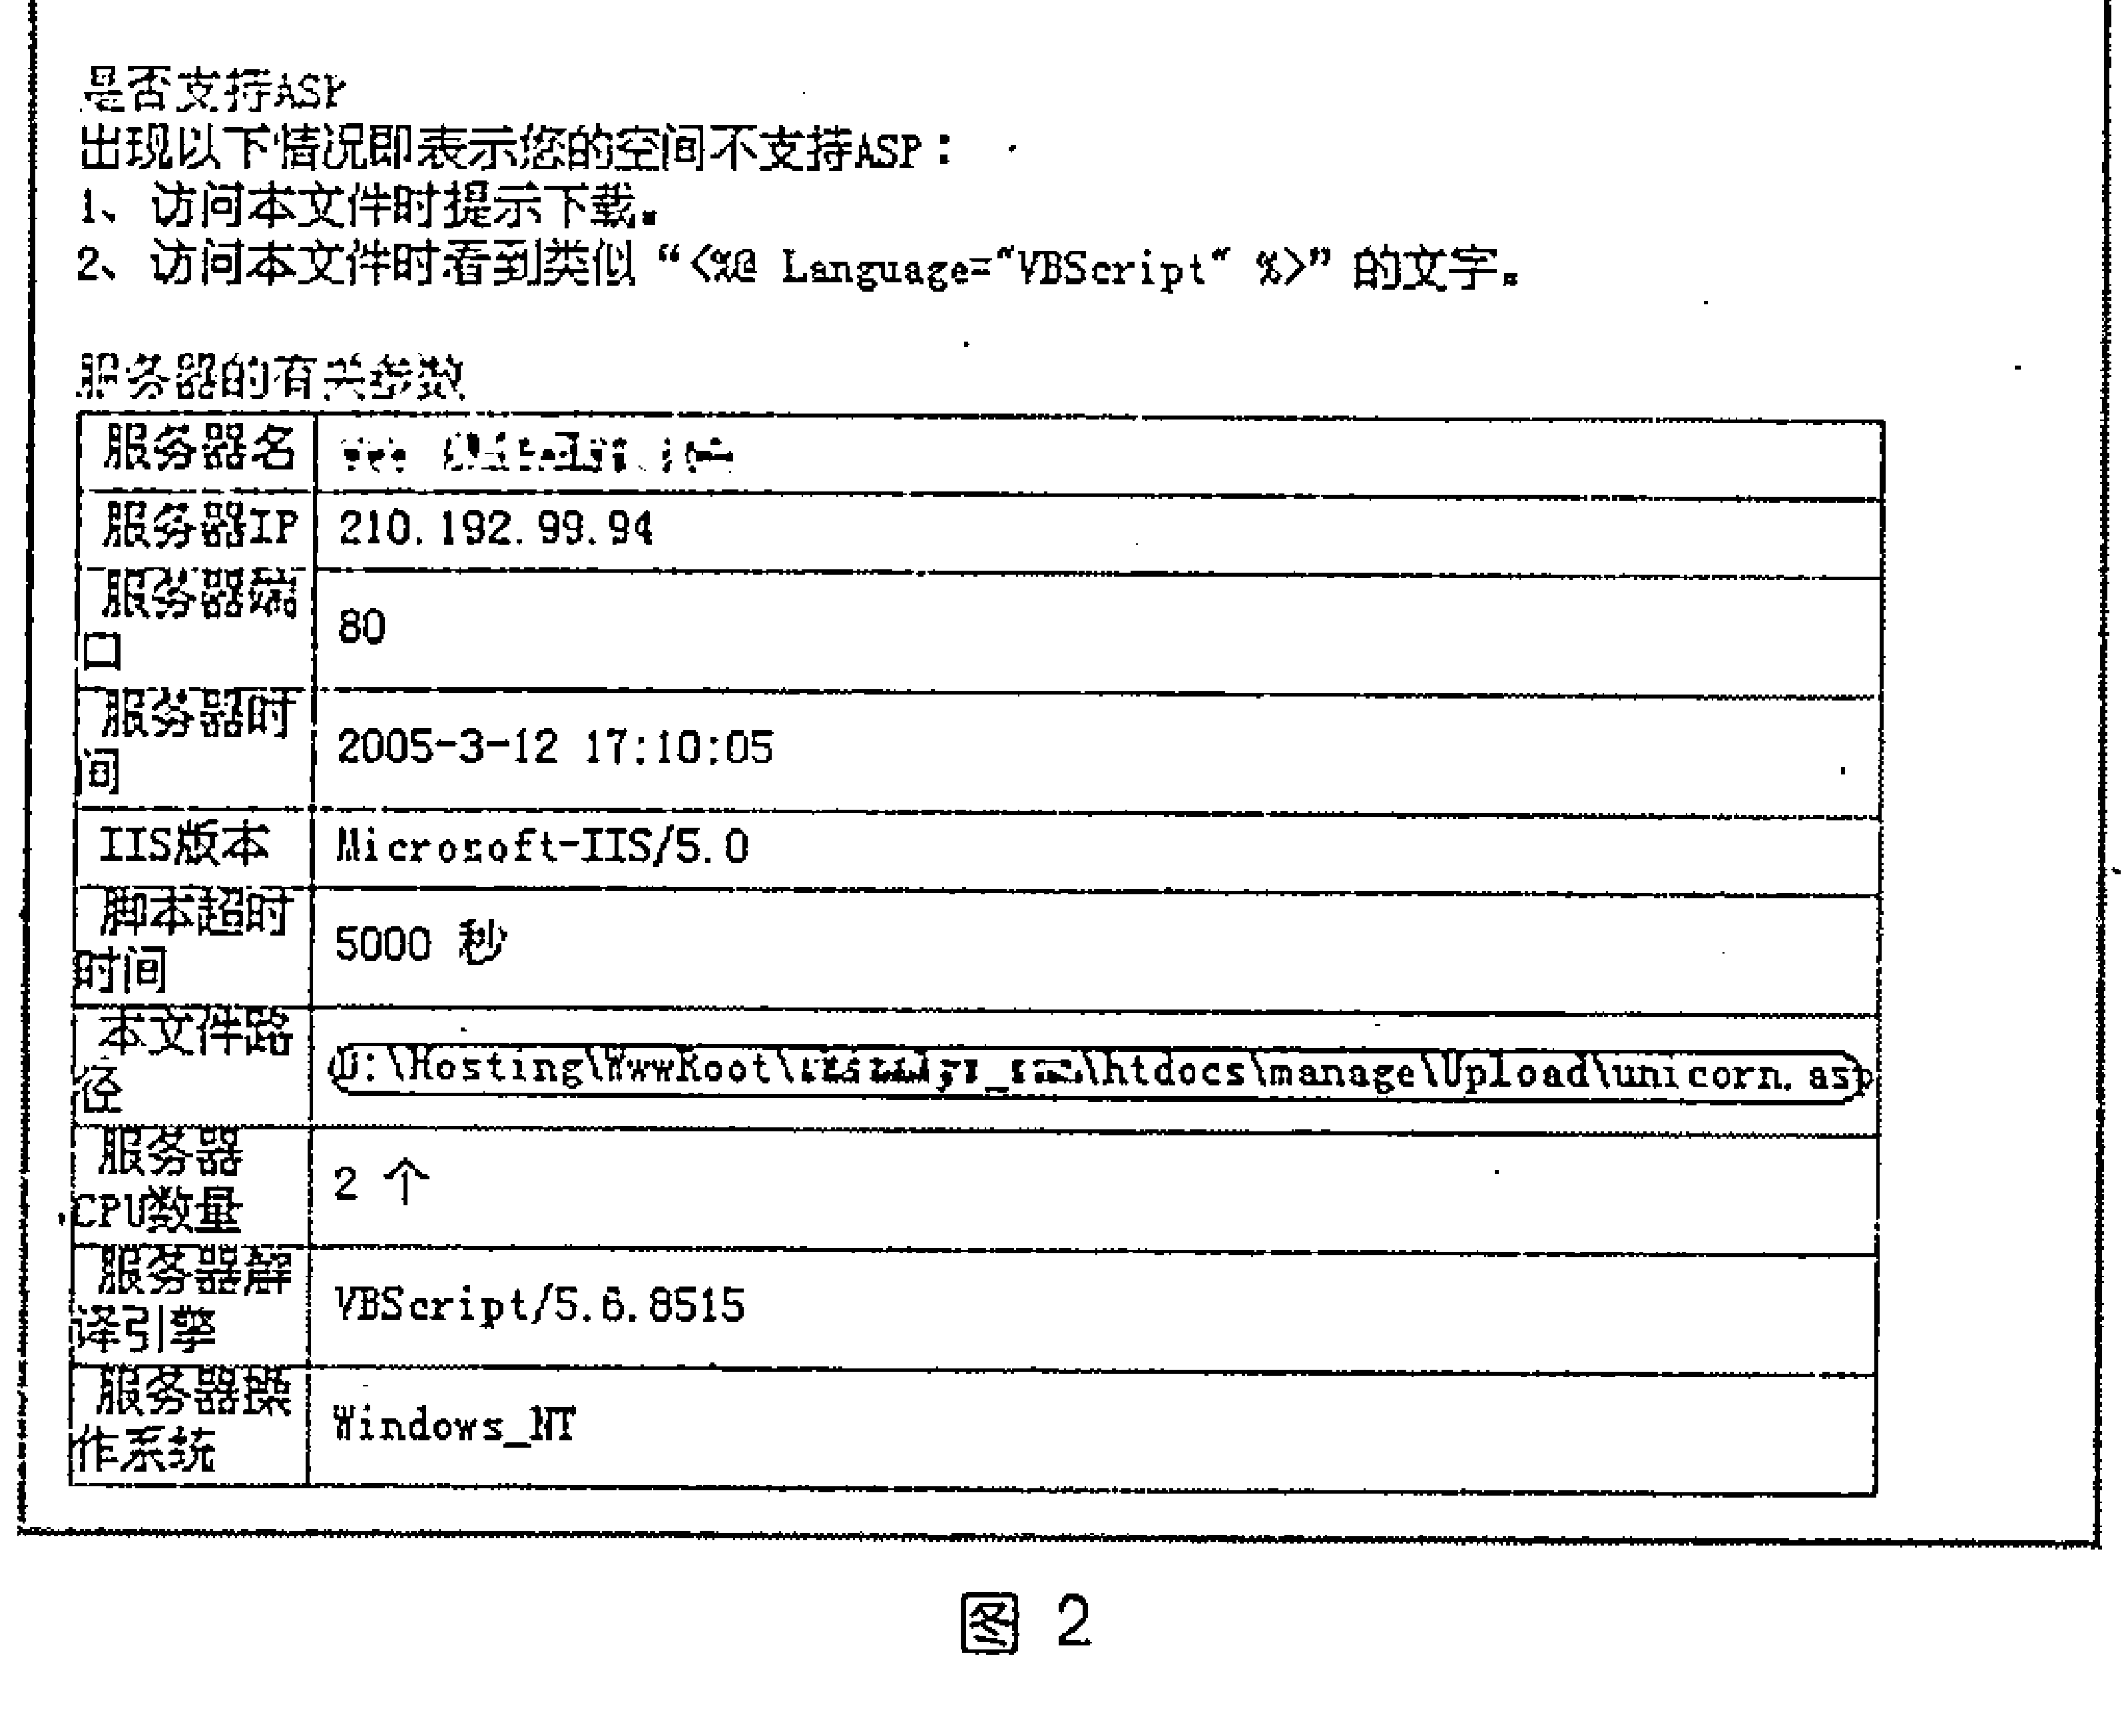 是否支持ASP
出现以下情况即表示您的空间不支持ASP：
1、访问本文件时提示下载。
2、访问本文件时看到类似“<%@ Language="VBScript" %>”的文字。
服务器的有关参数
服务器名
服务器IP 210.192.99.94
服务器端
口 80
服务器时
间 2005-3-12 17:10:05
IIS版本 Microsoft-IIS/5.0
脚本超时
时间 5000 秒
本文件路
径 D:\Hosting\WwwRoot\ \htdocs\manage\Upload\unicorn.asp
服务器
CPU数量 2 个
服务器解
译引擎 VBScript/5.6.8515
服务器操
作系统 Windows_NT
图 2